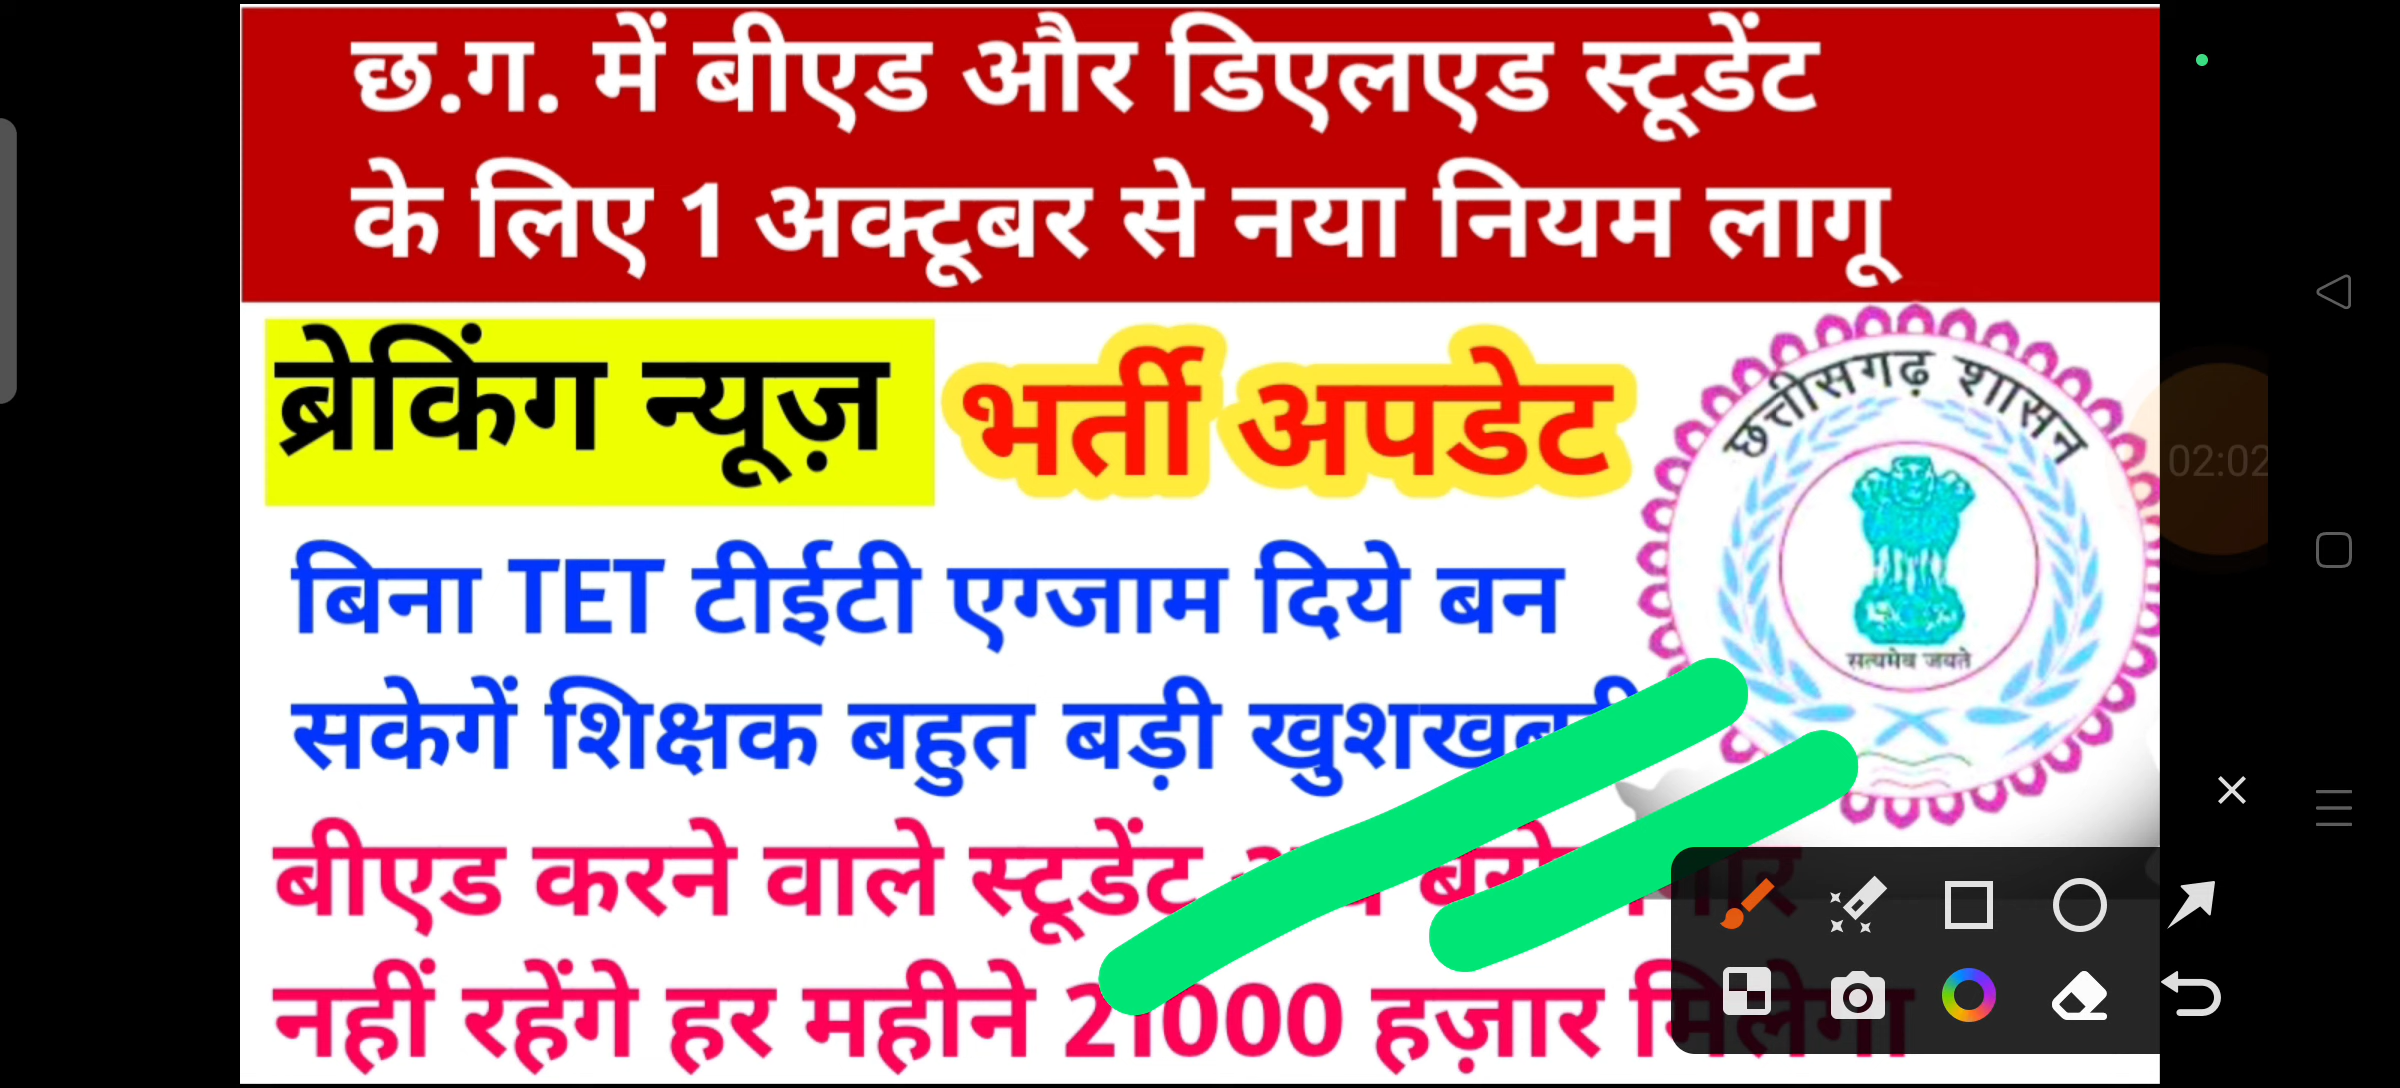 छ.ग. में बीएड और डिएलएड स्टूडेंट
के लिए 1 अक्टूबर से नया नियम लागू
ब्रेकिंग न्यूज़ भर्ती अपडेट
छत्तीसगढ़ शासन
सत्यमेव जयते
02:02
बिना TET टीईटी एग्जाम दिये बन
सकेगें शिक्षक बहुत बड़ी
बीएड करने वाले स्टूडेंट
नहीं रहेंगे हर महीने 21000 हज़ार मिलेगा